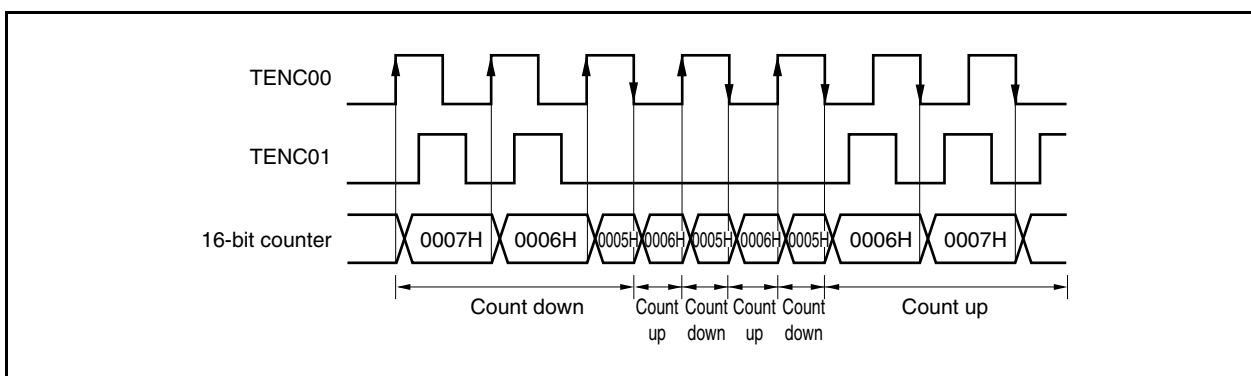 TENC00
TENC01
16-bit counter
0007H 0006H 0005H 0006H 0005H 0006H 0005H 0006H 0007H
Count down Count up Count down Count up Count down Count up